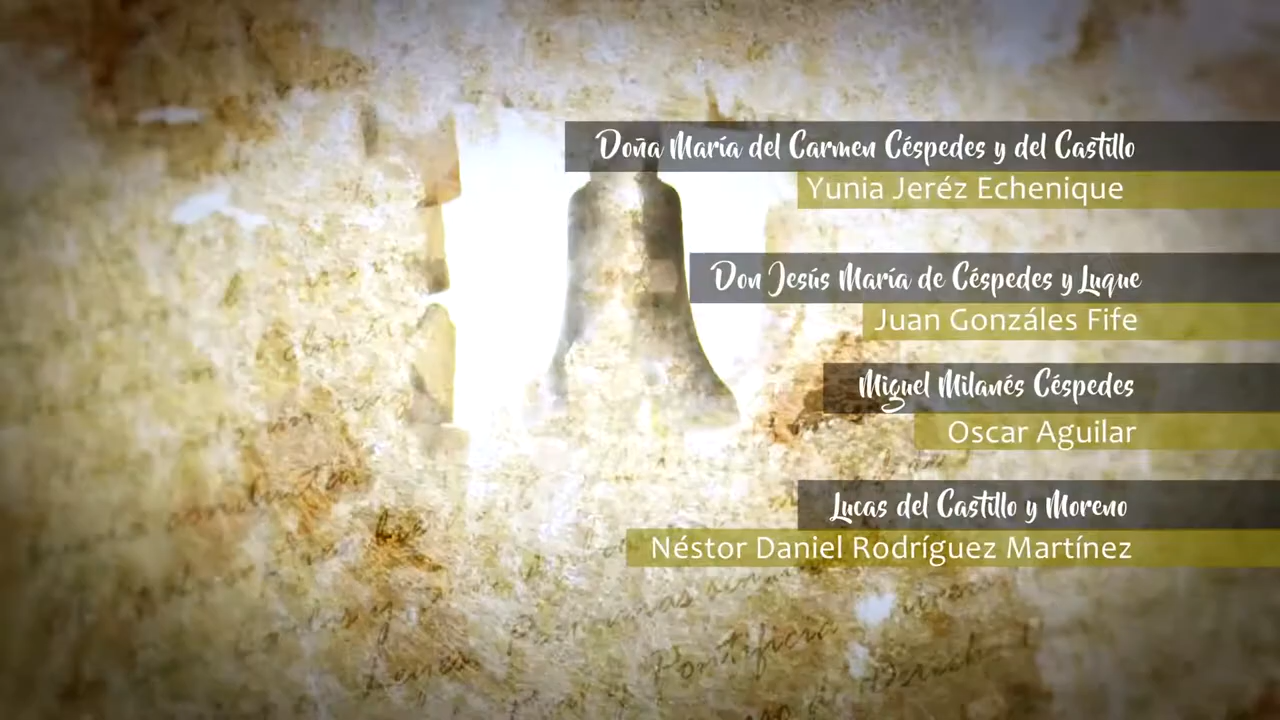 Doña María del Carmen Céspedes y del Castillo
Yunia Jeréz Echenique
Don Jesús María de Céspedes y Luque
Juan Gonzáles Fife
Miguel Milanés Céspedes
Oscar Aguilar
Lucas del Castillo y Moreno
Néstor Daniel Rodríguez Martínez
Pontificia